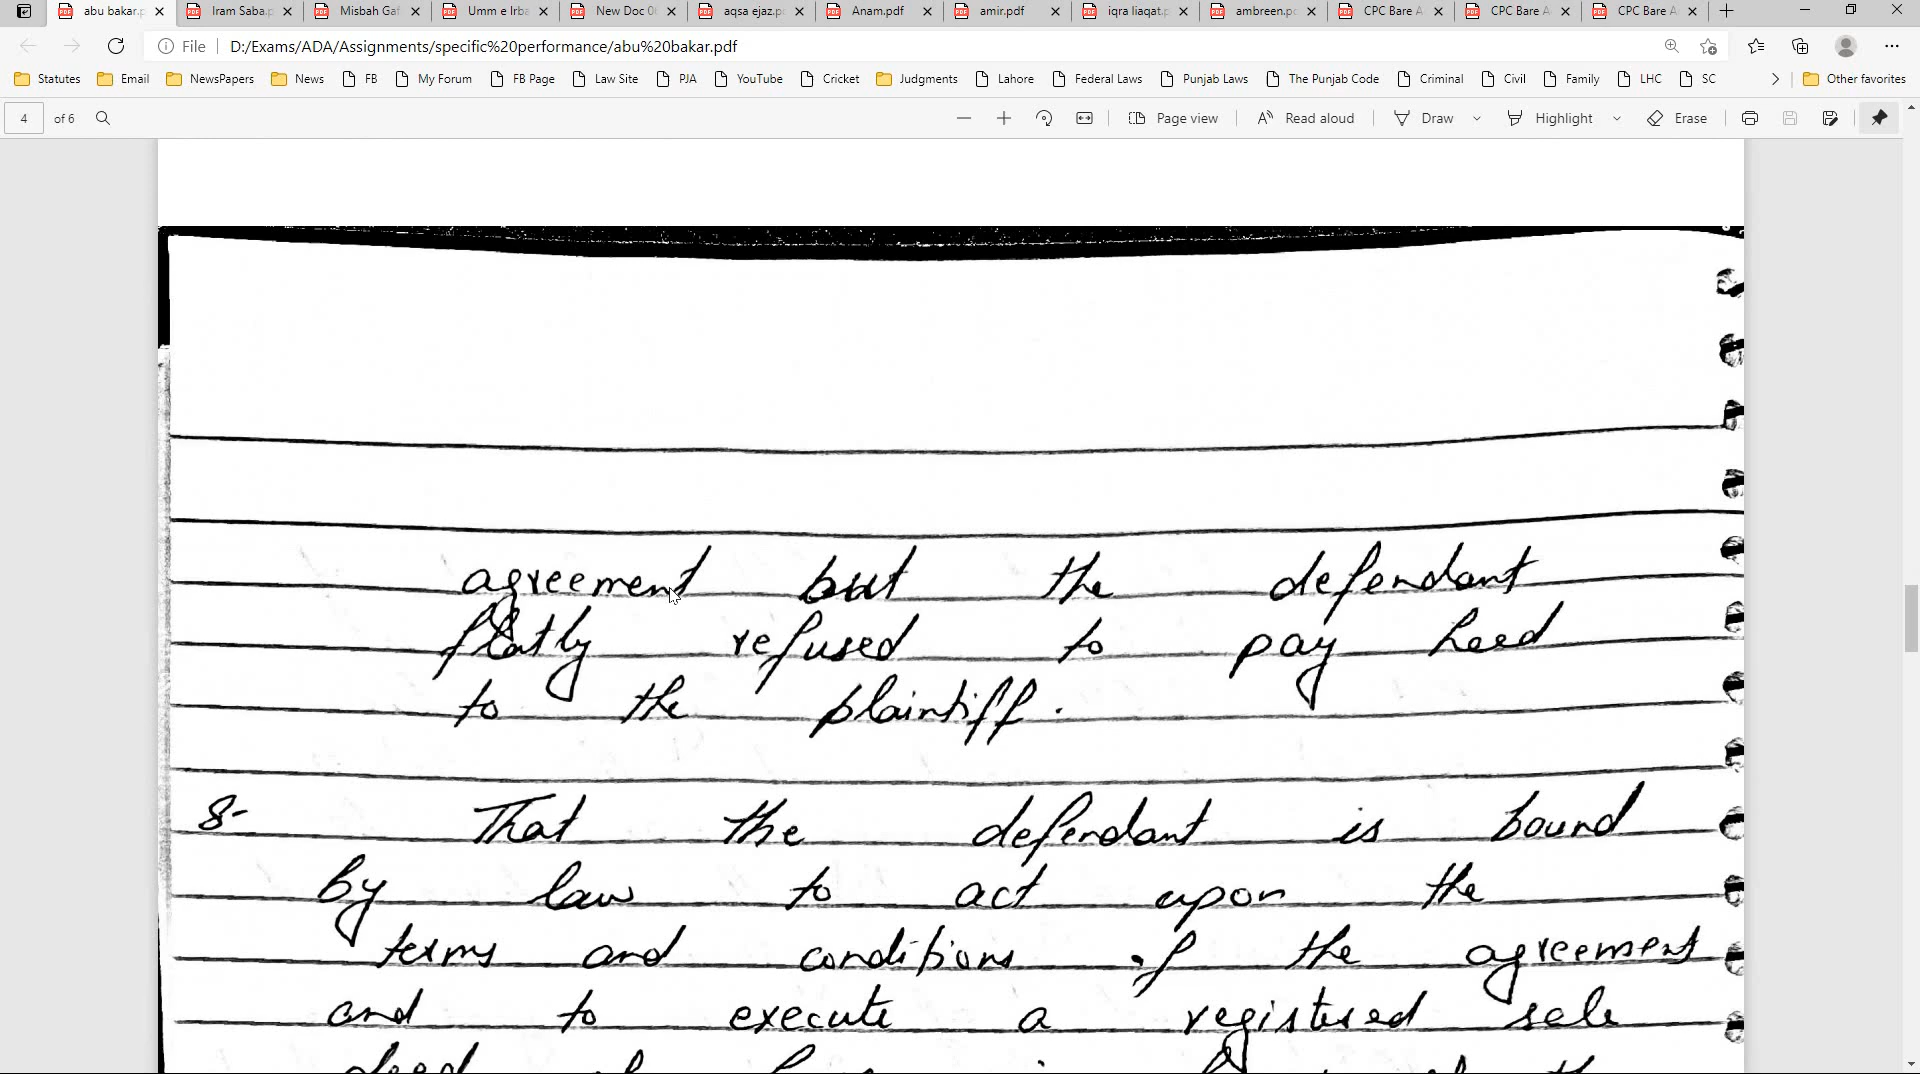 abu bakar.p
Iram Saba.p
Misbah Gaf
Umm e Irba
New Doc 0
aqsa ejaz.p
Anam.pdf
amir.pdf
iqra liaqat.p
ambreen.p
CPC Bare A
CPC Bare A
CPC Bare A
File
D:/Exams/ADA/Assignments/specific%20performance/abu%20bakar.pdf
Statutes
Email
NewsPapers
News
FB
My Forum
FB Page
Law Site
PJA
YouTube
Cricket
Judgments
Lahore
Federal Laws
Punjab Laws
The Punjab Code
Criminal
Civil
Family
LHC
SC
Other favorites
4 of 6
Page view
Read aloud
Draw
Highlight
Erase
agreement but the defendant
flatly refused to pay heed
to the plaintiff.
8- That the defendant is bound
by law to act upon the
terms and conditions of the agreement
and to execute a registered sale
deed